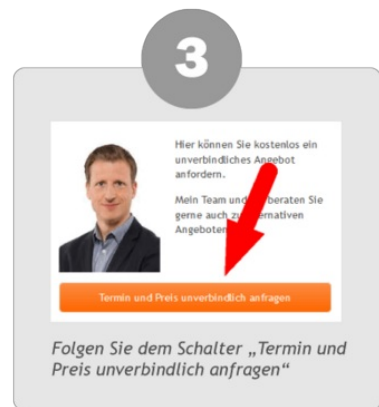 3
Hier können Sie kostenlos ein
unverbindliches Angebot
anfordern.
Mein Team und beraten Sie
gerne auch zu ernativen
Angeboten
Termin und Preis unverbindlich anfragen
Folgen Sie dem Schalter „Termin und
Preis unverbindlich anfragen“